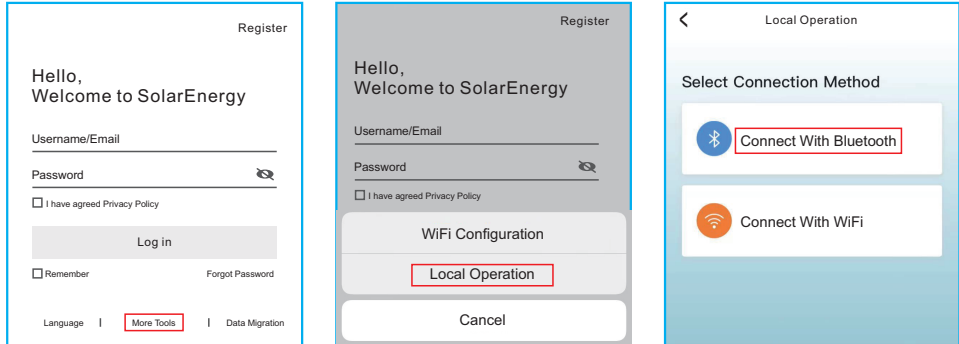 Register
Hello,
Welcome to SolarEnergy
Username/Email
Password
I have agreed Privacy Policy
Log in
Remember
Forgot Password
Language | More Tools | Data Migration
Register
Hello,
Welcome to SolarEnergy
Username/Email
Password
I have agreed Privacy Policy
WiFi Configuration
Local Operation
Cancel
Local Operation
Select Connection Method
Connect With Bluetooth
Connect With WiFi